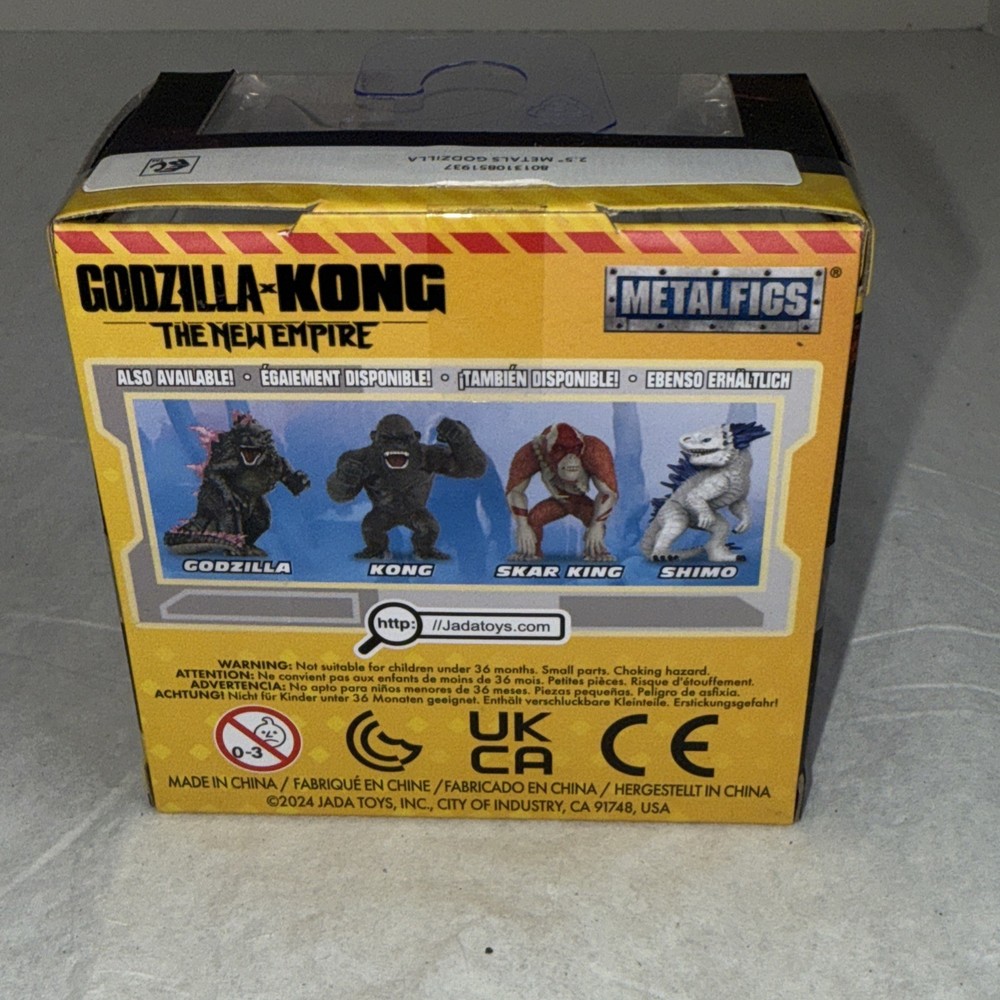 801310851937
2.5" METALS GODZILLA
GODZILLA x KONG
THE NEW EMPIRE
METALFIGS®
ALSO AVAILABLE! • ÉGAIEMENT DISPONIBLE! • ¡TAMBIÉN DISPONIBLE! • EBENSO ERHÄLTLICH
GODZILLA KONG SKAR KING SHIMO
http: //Jadatoys.com
WARNING: Not suitable for children under 36 months. Small parts. Choking hazard.
ATTENTION: Ne convient pas aux enfants de moins de 36 mois. Petites pièces. Risque d'étouffement.
ADVERTENCIA: No apto para niños menores de 36 meses. Piezas pequeñas. Peligro de asfixia.
ACHTUNG! Nicht für Kinder unter 36 Monaten geeignet. Enthält verschluckbare Kleinteile. Erstickungsgefahr!
0-3
UK
CA
CE
MADE IN CHINA / FABRIQUÉ EN CHINE / FABRICADO EN CHINA / HERGESTELLT IN CHINA
©2024 JADA TOYS, INC., CITY OF INDUSTRY, CA 91748, USA